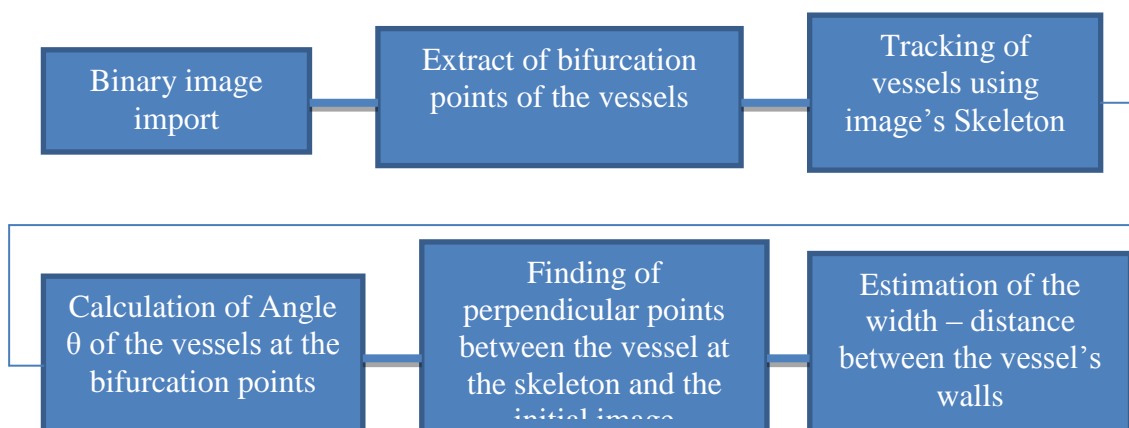 Binary image
import
Extract of bifurcation
points of the vessels
Tracking of
vessels using
image’s Skeleton
Calculation of Angle
θ of the vessels at the
bifurcation points
Finding of
perpendicular points
between the vessel at
the skeleton and the
initial image
Estimation of the
width – distance
between the vessel’s
walls